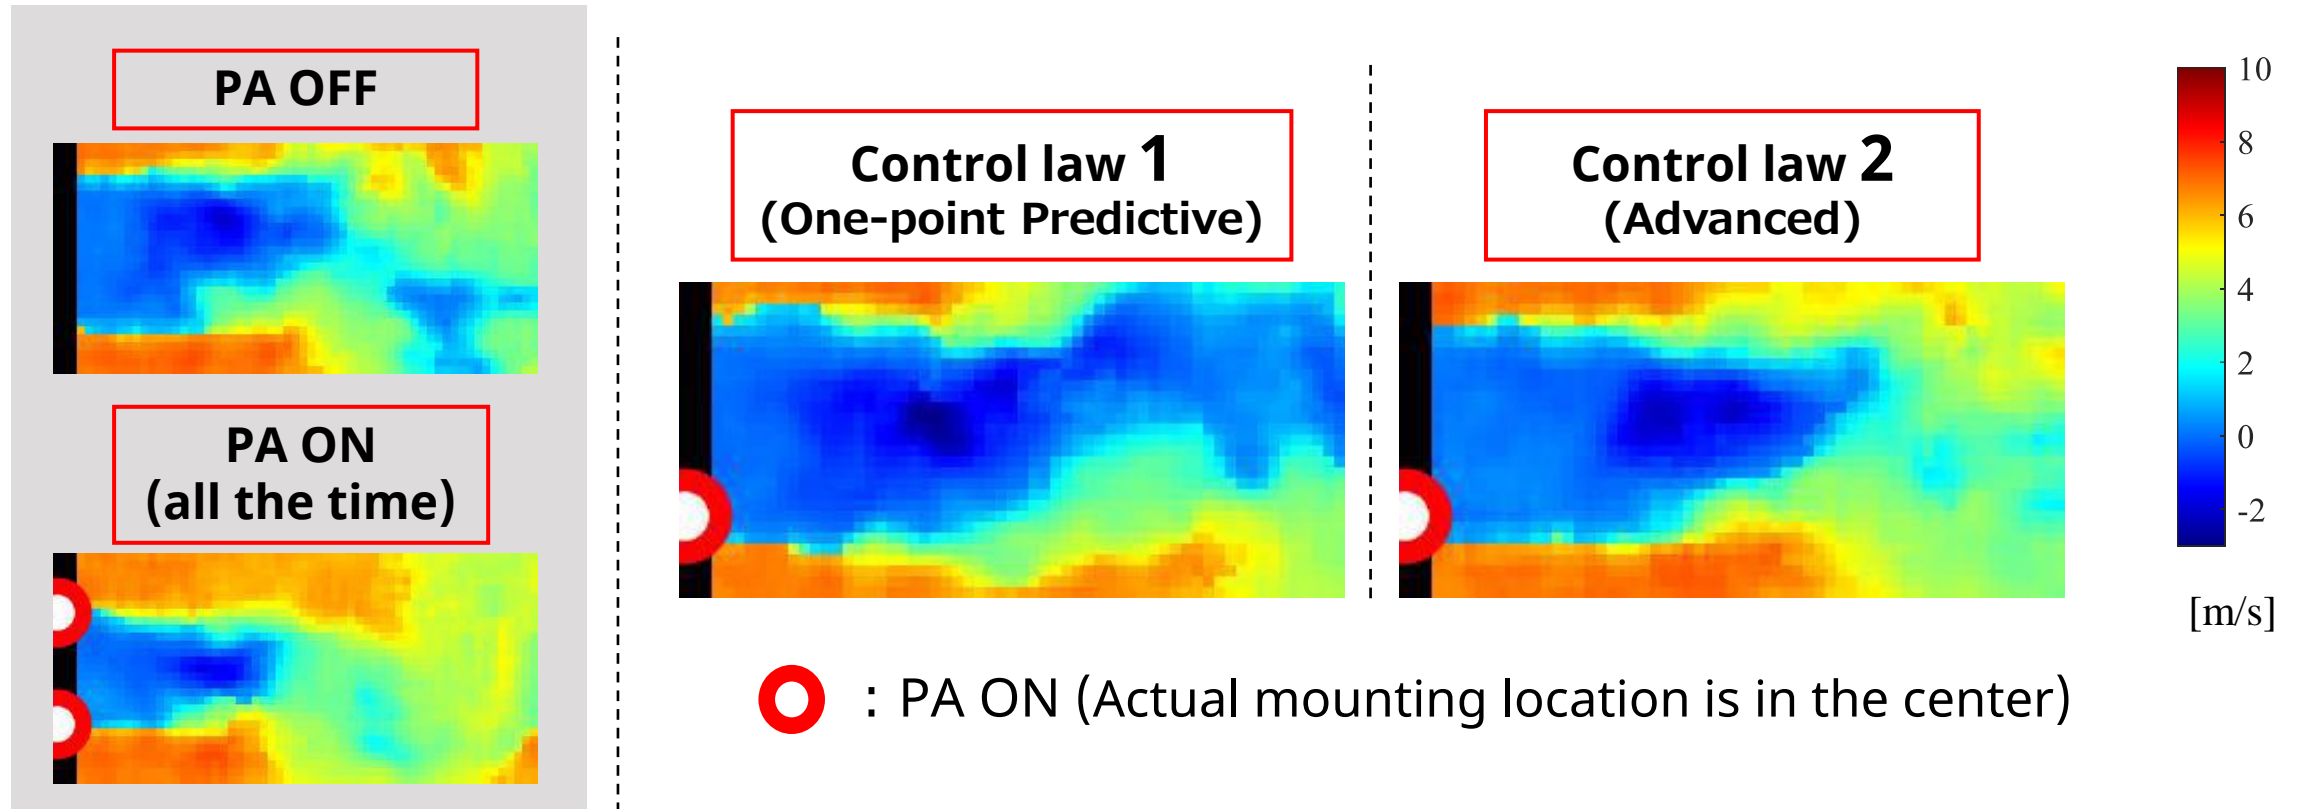 PA OFF
PA ON
(all the time)
Control law 1
(One-point Predictive)
Control law 2
(Advanced)
10
8
6
4
2
0
-2
[m/s]
: PA ON (Actual mounting location is in the center)